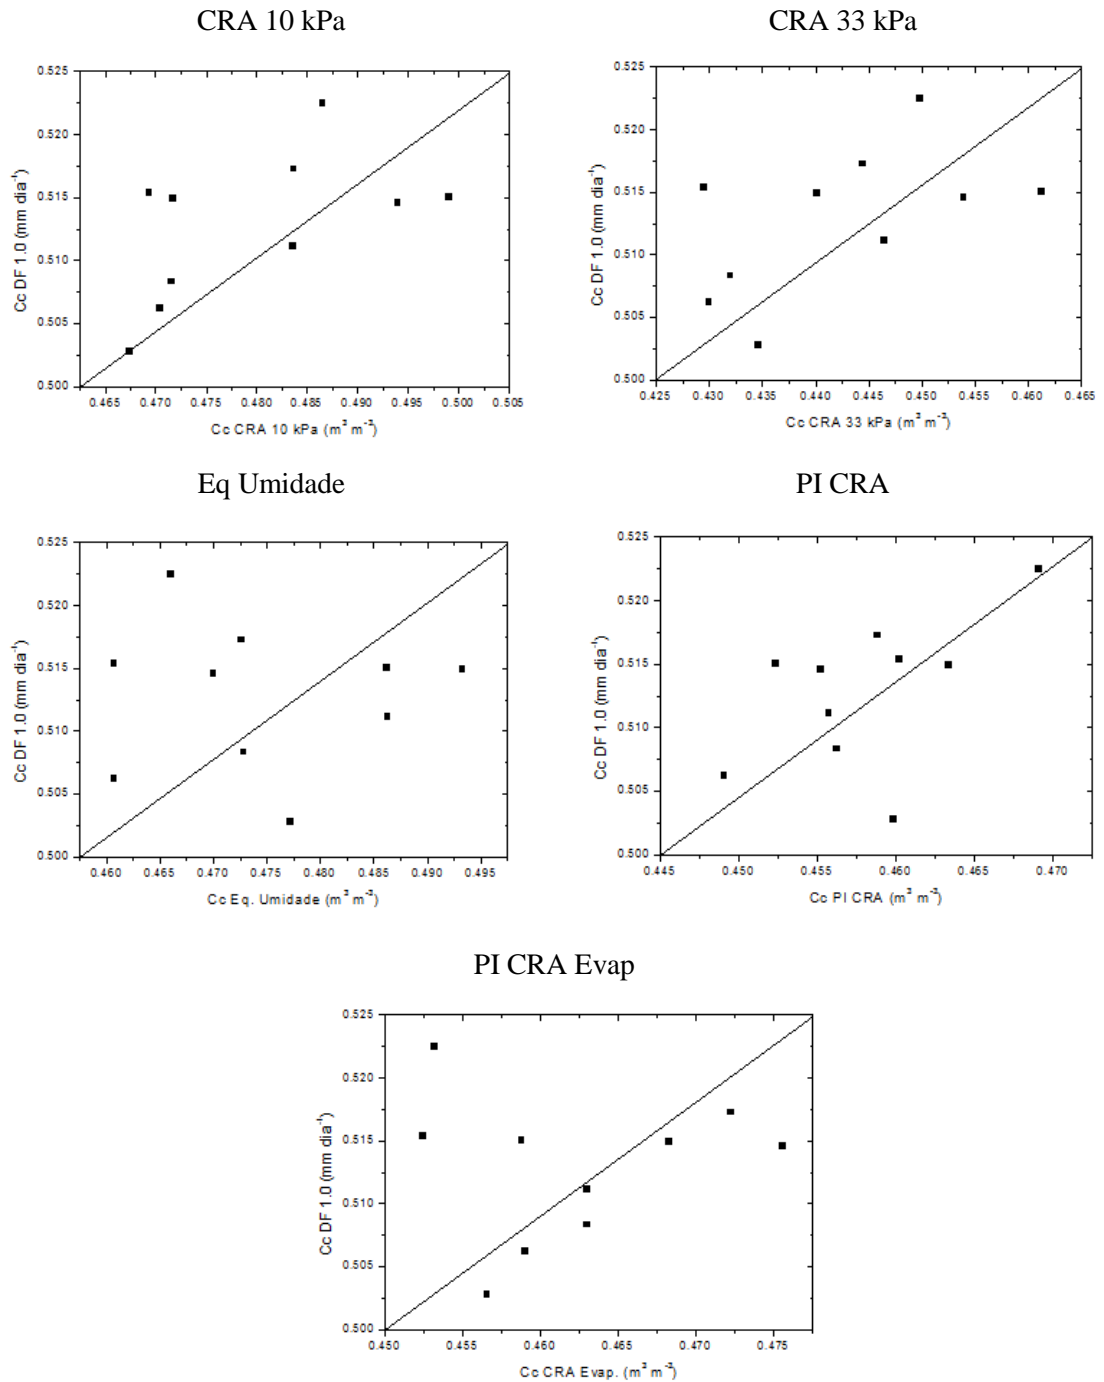 CRA 10 kPa
0.525
0.520
0.515
0.510
0.505
0.500
Cc DF 1.0 (mm dia⁻¹)
0.465 0.470 0.475 0.480 0.485 0.490 0.495 0.500 0.505
Cc CRA 10 kPa (m³ m⁻³)
CRA 33 kPa
0.525
0.520
0.515
0.510
0.505
0.500
Cc DF 1.0 (mm dia⁻¹)
0.425 0.430 0.435 0.440 0.445 0.450 0.455 0.460 0.465
Cc CRA 33 kPa (m³ m⁻³)
Eq Umidade
0.525
0.520
0.515
0.510
0.505
0.500
Cc DF 1.0 (mm dia⁻¹)
0.460 0.465 0.470 0.475 0.480 0.485 0.490 0.495
Cc Eq. Umidade (m³ m⁻³)
PI CRA
0.525
0.520
0.515
0.510
0.505
0.500
Cc DF 1.0 (mm dia⁻¹)
0.445 0.450 0.455 0.460 0.465 0.470
Cc PI CRA (m³ m⁻³)
PI CRA Evap
0.525
0.520
0.515
0.510
0.505
0.500
Cc DF 1.0 (mm dia⁻¹)
0.450 0.455 0.460 0.465 0.470 0.475
Cc CRA Evap. (m³ m⁻³)